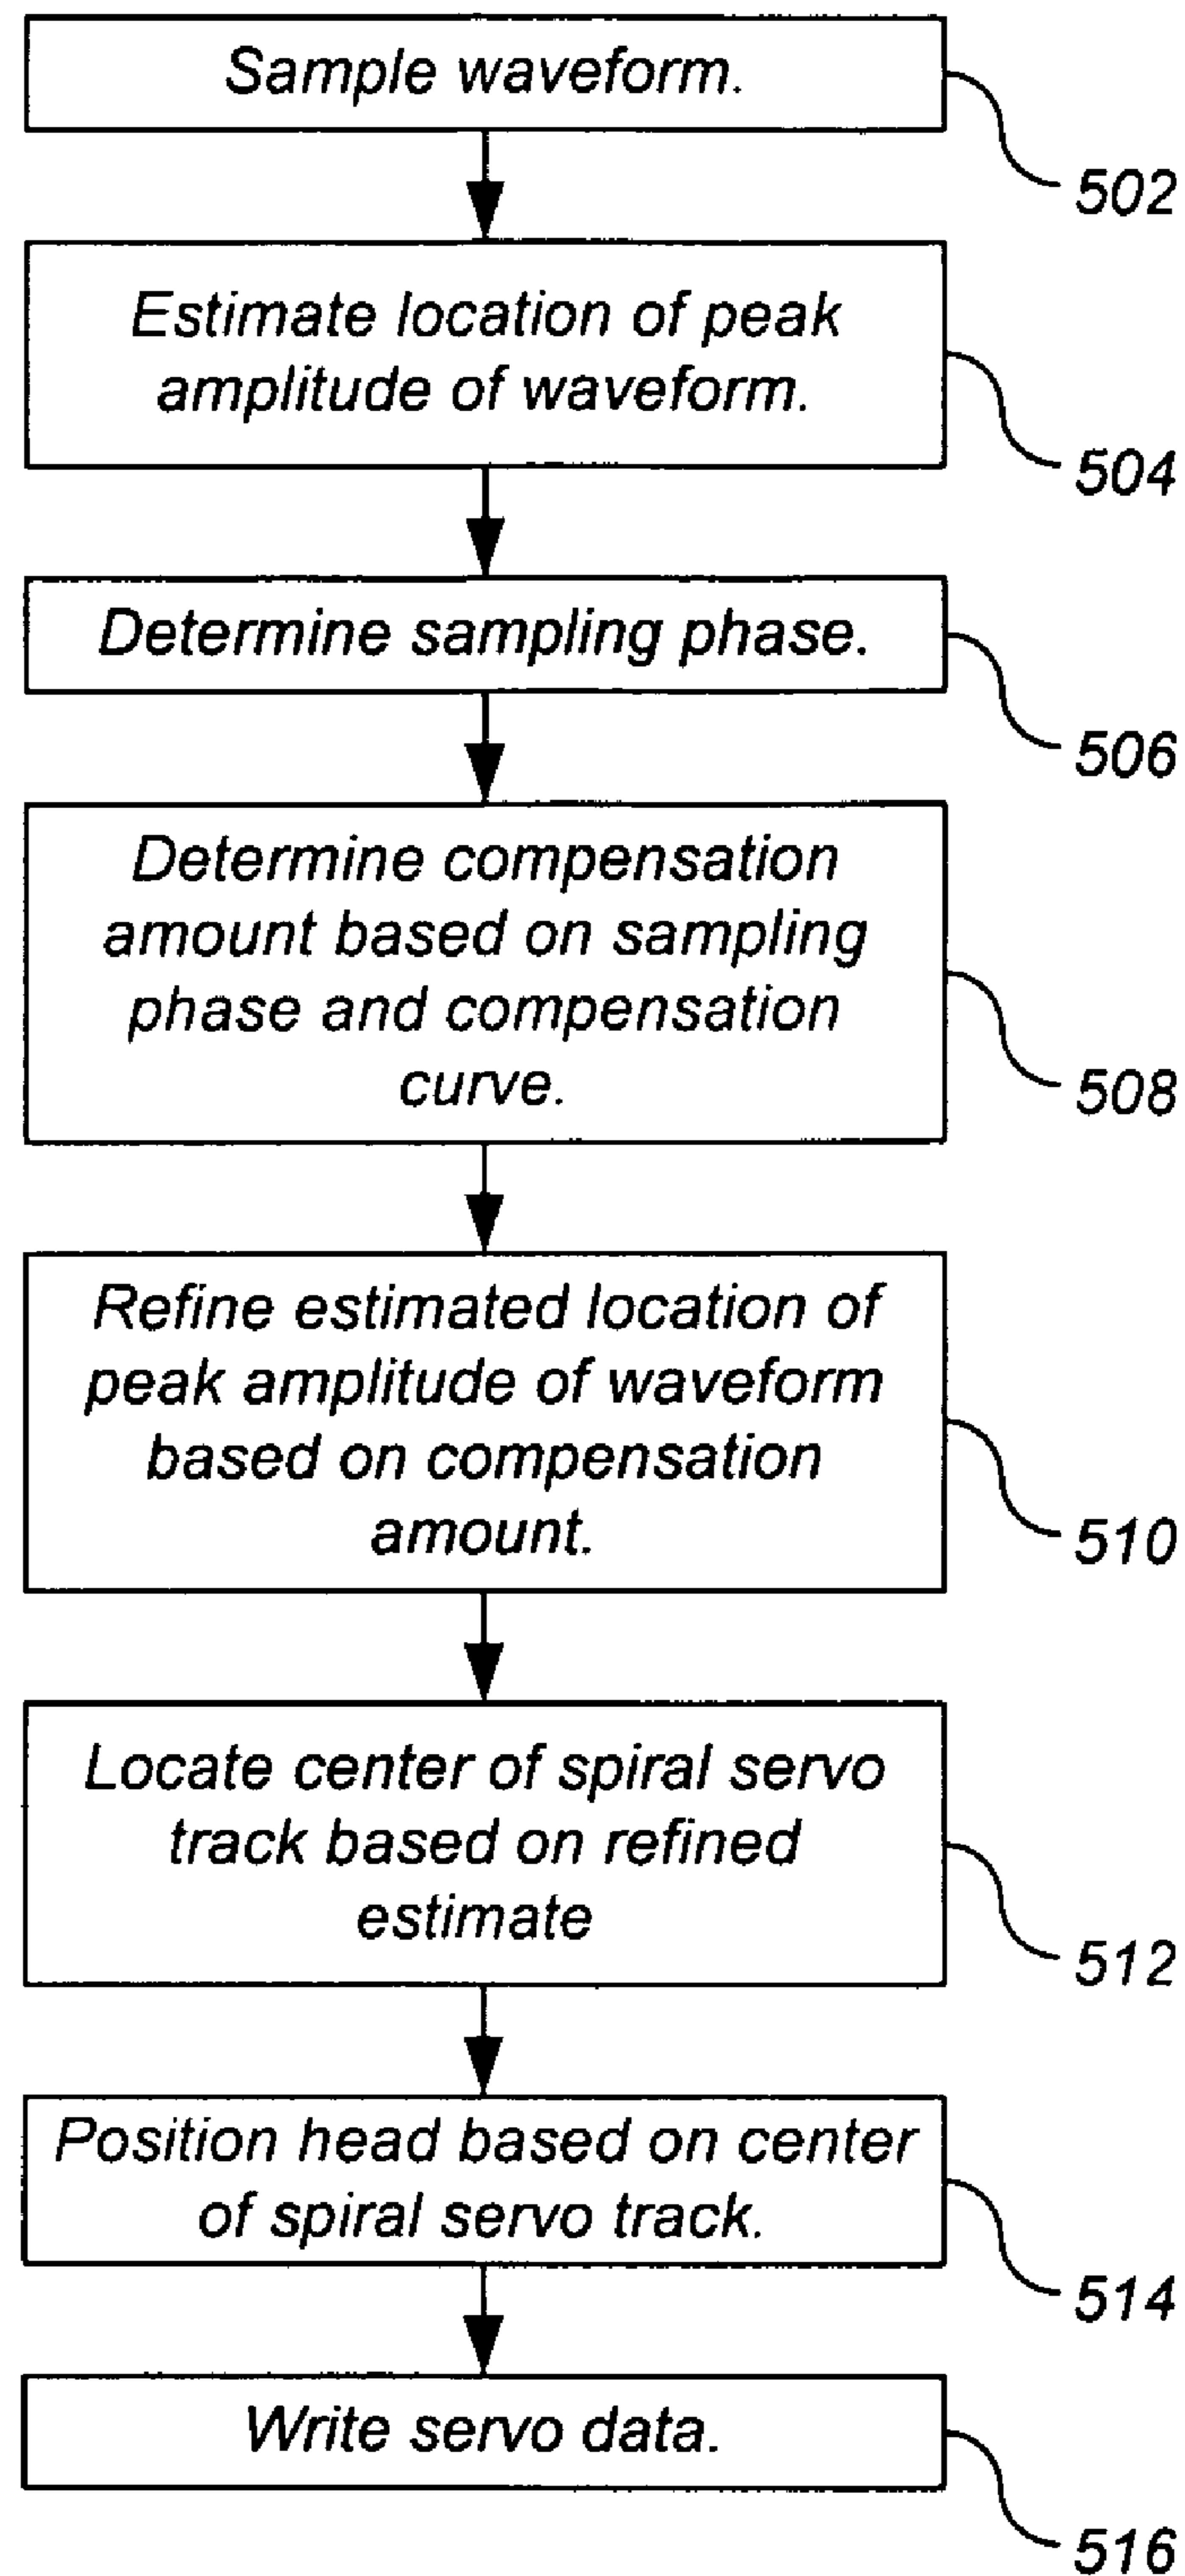 Sample waveform.
502
Estimate location of peak
amplitude of waveform.
504
Determine sampling phase.
506
Determine compensation
amount based on sampling
phase and compensation
curve.
508
Refine estimated location of
peak amplitude of waveform
based on compensation
amount.
510
Locate center of spiral servo
track based on refined
estimate
512
Position head based on center
of spiral servo track.
514
Write servo data.
516